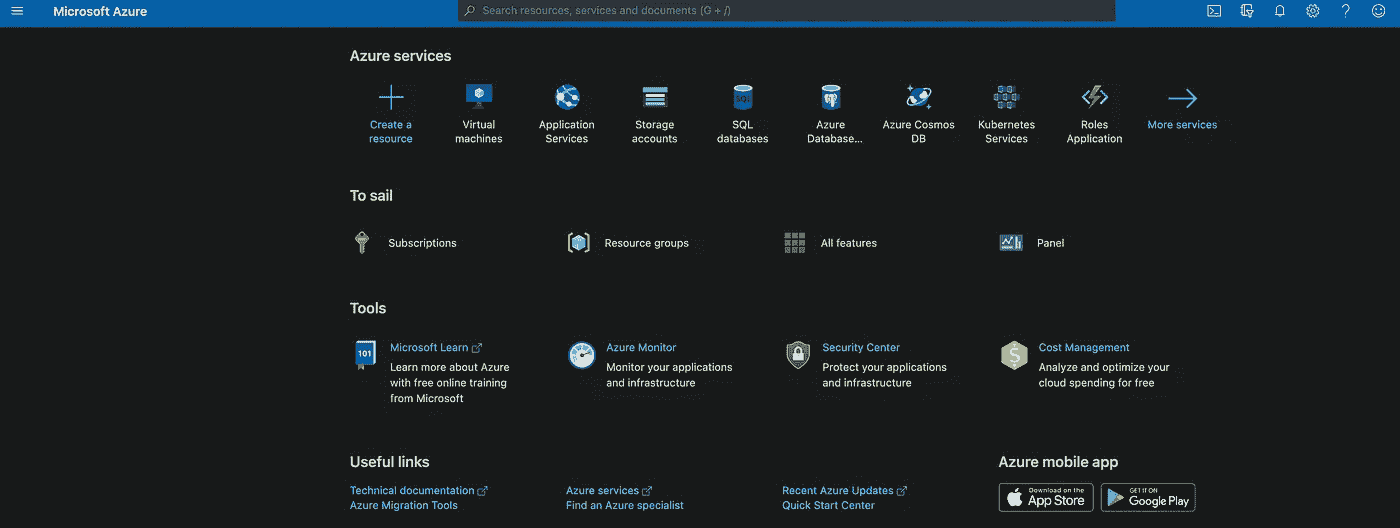 Microsoft Azure
Search resources, services and documents (G + /)
Azure services
Create a
resource
Virtual
machines
Application
Services
Storage
accounts
SQL
SQL
databases
Azure
Database...
Azure Cosmos
DB
Kubernetes
Services
Roles
Application
More services
To sail
Subscriptions
Resource groups
All features
Panel
Tools
101
Microsoft Learn
Learn more about Azure
with free online training
from Microsoft
Azure Monitor
Monitor your applications
and infrastructure
Security Center
Protect your applications
and infrastructure
Cost Management
Analyze and optimize your
cloud spending for free
Useful links
Technical documentation
Azure Migration Tools
Azure services
Find an Azure specialist
Recent Azure Updates
Quick Start Center
Azure mobile app
Download on the
App Store
GET IT ON
Google Play